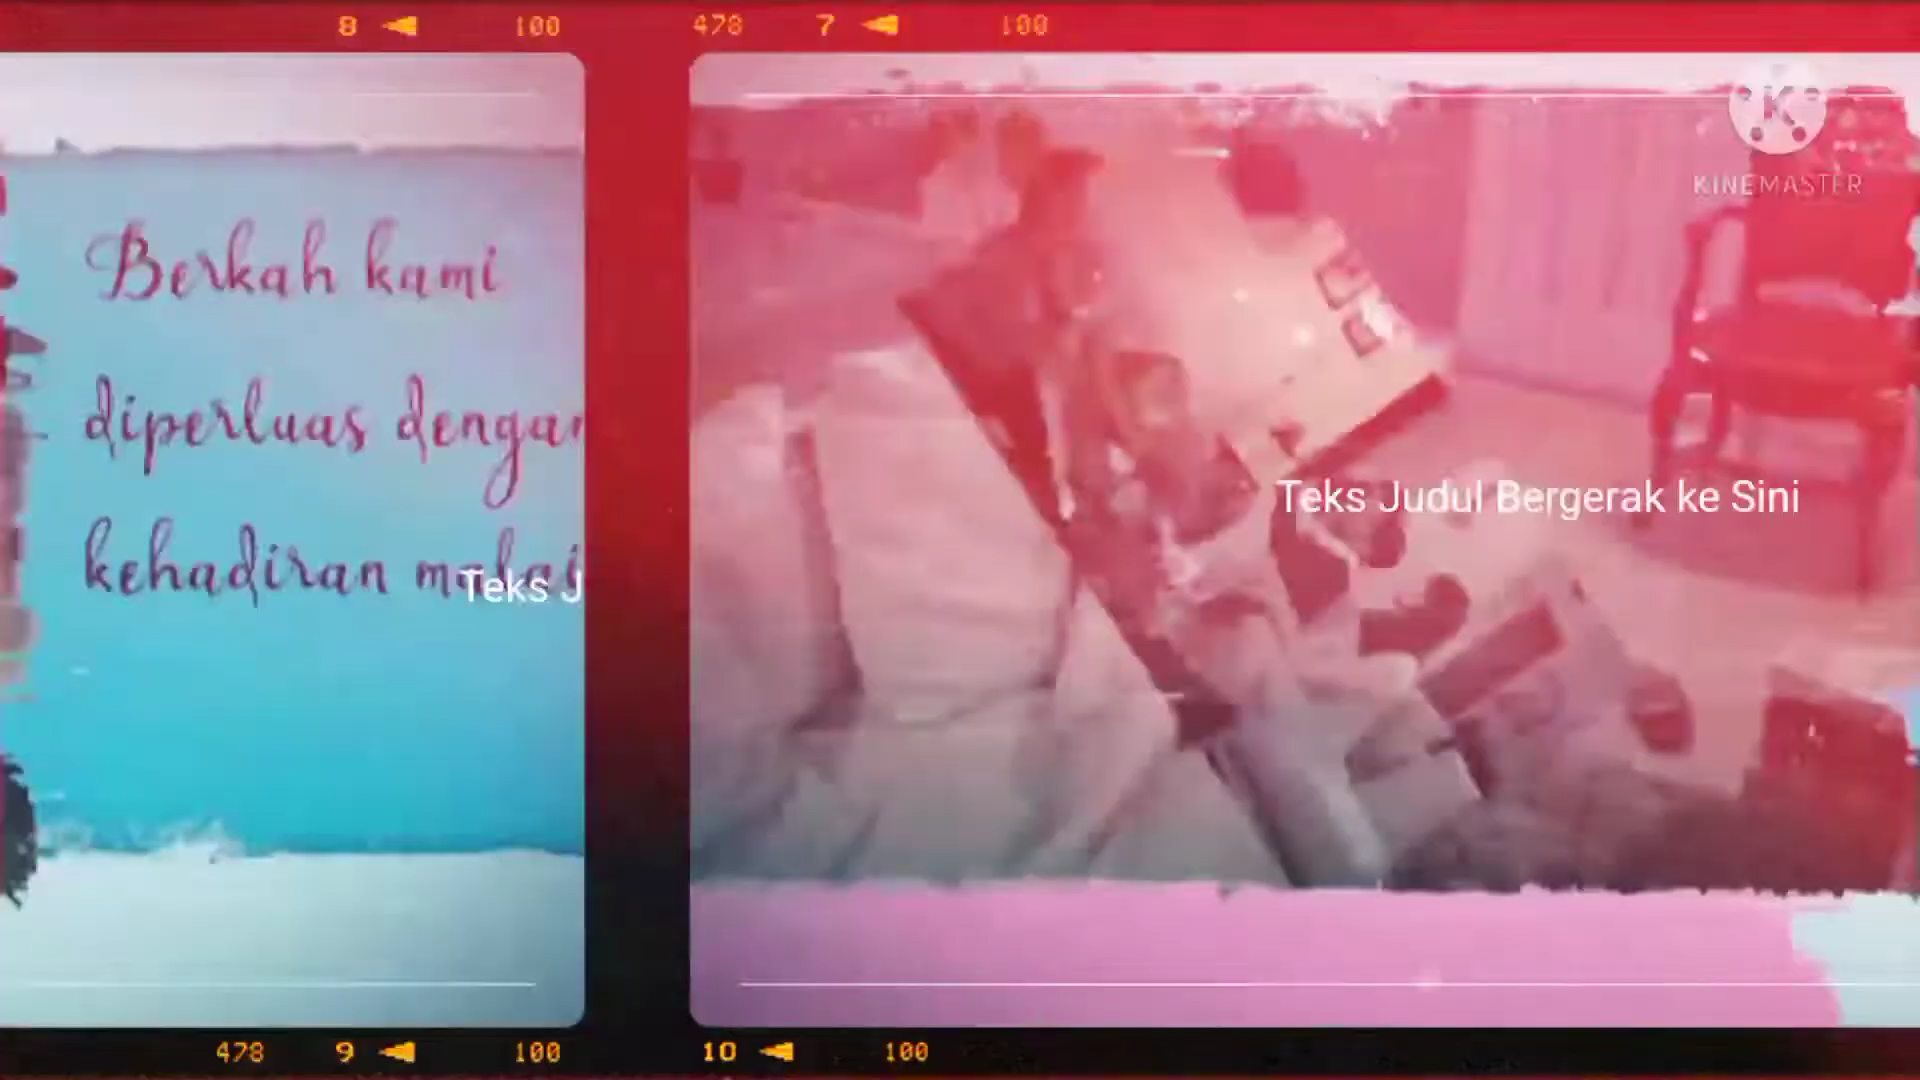 8 100 478 7 100
KINEMASTER
Berkah kami
diperluas dengan
kehadiran
Teks J
Teks Judul Bergerak ke Sini
478 9 100 10 100